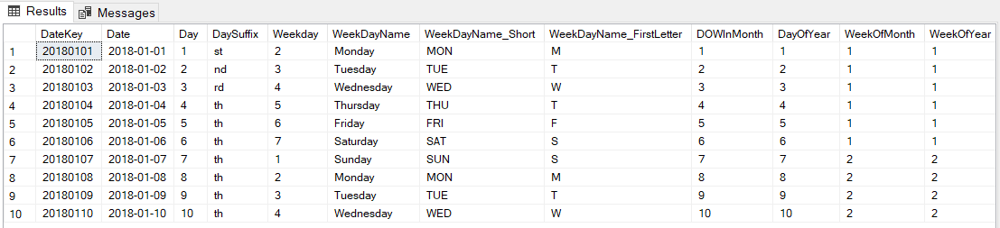 Results Messages
DateKey Date Day DaySuffix Weekday WeekDayName WeekDayName_Short WeekDayName_FirstLetter DOWInMonth DayOfYear WeekOfMonth WeekOfYear
1 20180101 2018-01-01 1 st 2 Monday MON M 1 1 1 1
2 20180102 2018-01-02 2 nd 3 Tuesday TUE T 2 2 1 1
3 20180103 2018-01-03 3 rd 4 Wednesday WED W 3 3 1 1
4 20180104 2018-01-04 4 th 5 Thursday THU T 4 4 1 1
5 20180105 2018-01-05 5 th 6 Friday FRI F 5 5 1 1
6 20180106 2018-01-06 6 th 7 Saturday SAT S 6 6 1 1
7 20180107 2018-01-07 7 th 1 Sunday SUN S 7 7 2 2
8 20180108 2018-01-08 8 th 2 Monday MON M 8 8 2 2
9 20180109 2018-01-09 9 th 3 Tuesday TUE T 9 9 2 2
10 20180110 2018-01-10 10 th 4 Wednesday WED W 10 10 2 2